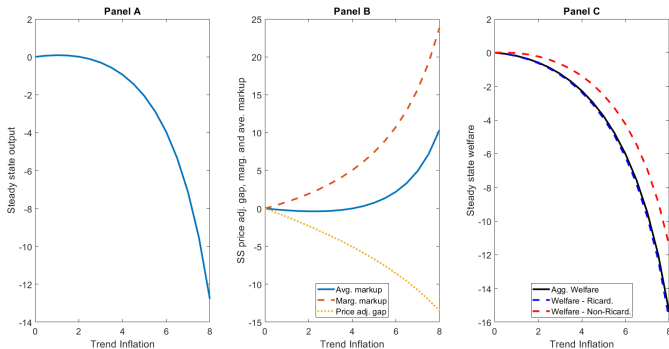 Panel A
Steady state output
2
0
-2
-4
-6
-8
-10
-12
-14
0 2 4 6 8
Trend Inflation
Panel B
SS price adj. gap, marg. and ave. markup
25
20
15
10
5
0
-5
-10
-15
Avg. markup
Marg. markup
Price adj. gap
0 2 4 6 8
Trend Inflation
Panel C
Steady state welfare
2
0
-2
-4
-6
-8
-10
-12
-14
-16
Agg. Welfare
Welfare - Ricard.
Welfare - Non-Ricard.
0 2 4 6 8
Trend Inflation